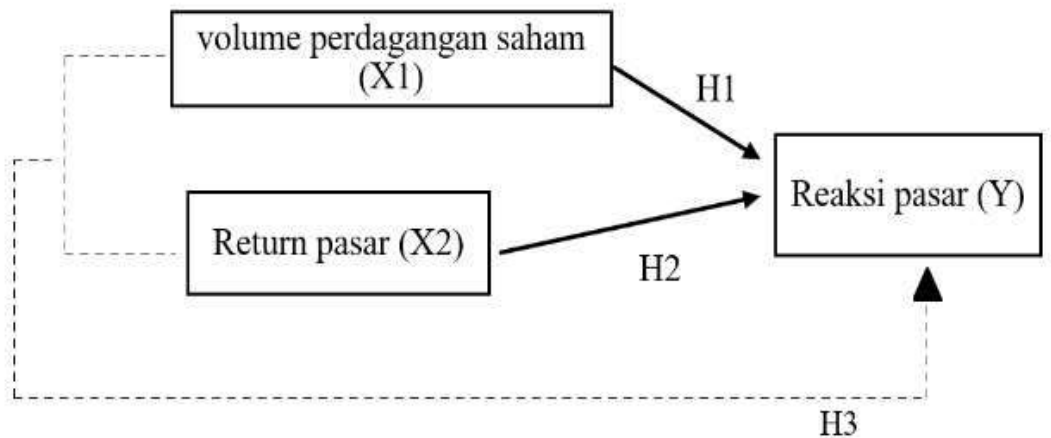 volume perdagangan saham
(X1)
H1
Reaksi pasar (Y)
Return pasar (X2)
H2
H3